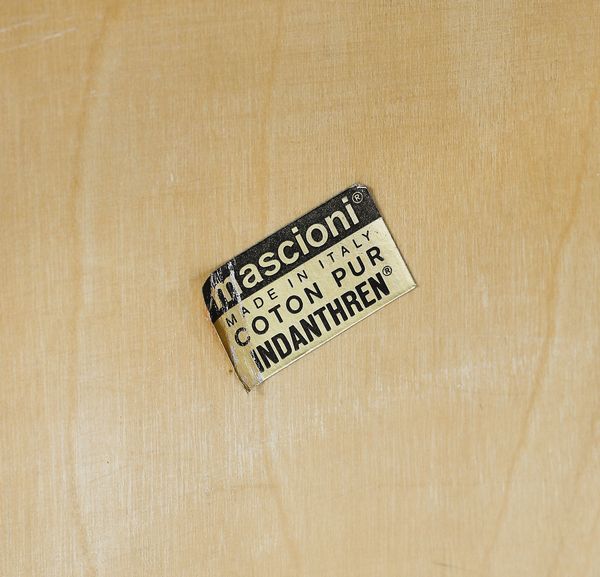 mascioni®
MADE IN ITALY
COTON PUR
INDANTHREN®